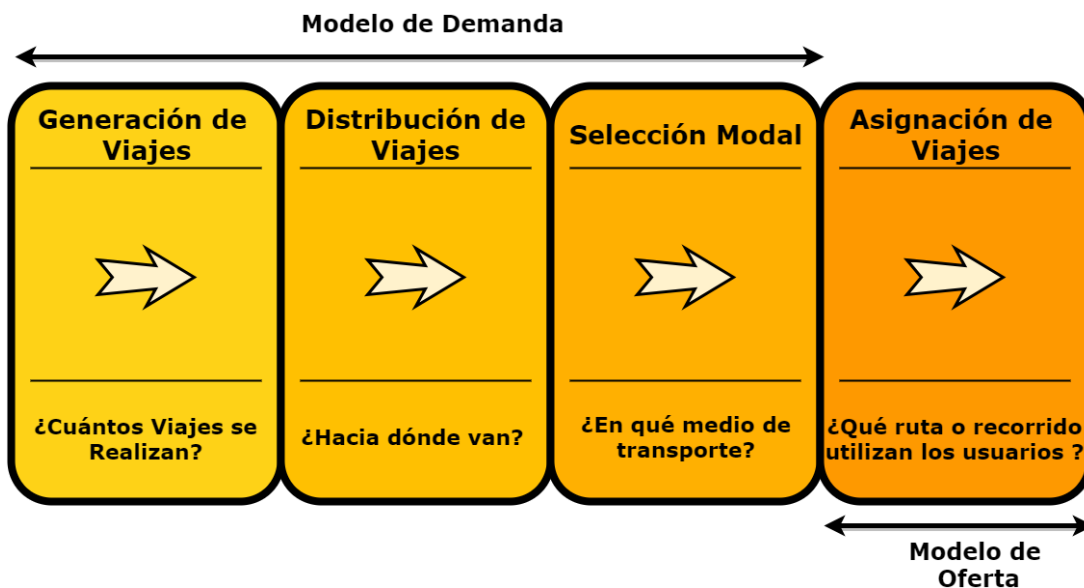 Modelo de Demanda
Generación de
Viajes
¿Cuántos Viajes se
Realizan?
Distribución de
Viajes
¿Hacia dónde van?
Selección Modal
¿En qué medio de
transporte?
Asignación de
Viajes
¿Qué ruta o recorrido
utilizan los usuarios ?
Modelo de
Oferta